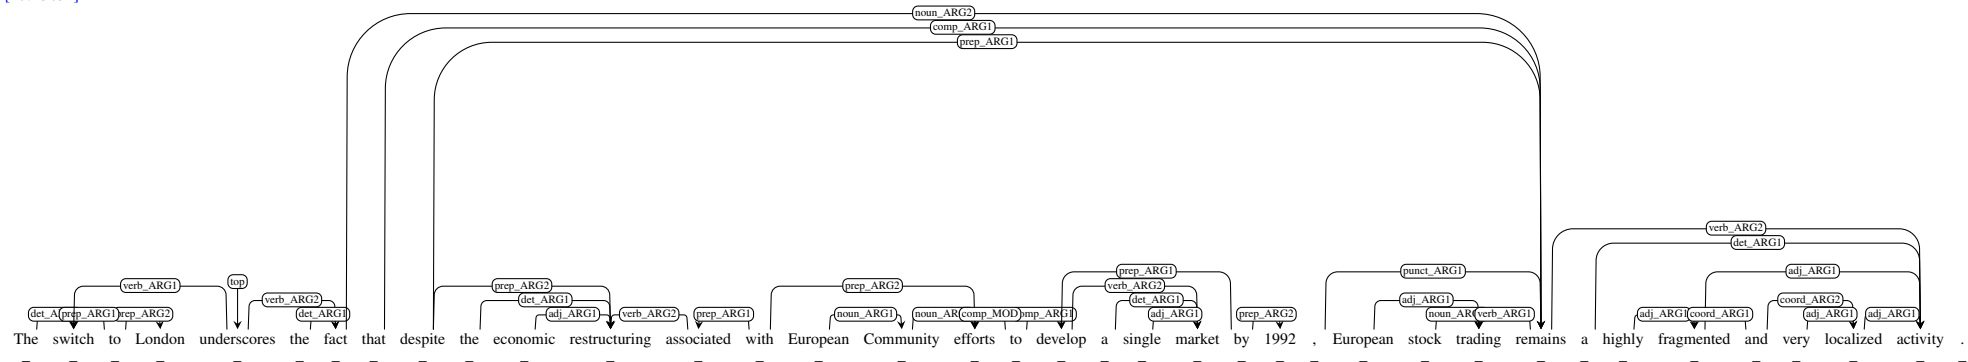 noun_ARG2
comp_ARG1
prep_ARG1
verb_ARG2
det_ARG1
prep_ARG1 punct_ARG1 adj_ARG1
verb_ARG1 top prep_ARG2 prep_ARG2 verb_ARG2
verb_ARG2 det_ARG1 det_ARG1 adj_ARG1 coord_ARG2
prep_ARG1 det_ARG1 adj_ARG1 verb_ARG2 prep_ARG1 noun_ARG1 comp_MOD adj_ARG1 prep_ARG2 verb_ARG1 coord_ARG1 adj_ARG1 adj_ARG1
The switch to London underscores the fact that despite the economic restructuring associated with European Community efforts to develop a single market by 1992 , European stock trading remains a highly fragmented and very localized activity .